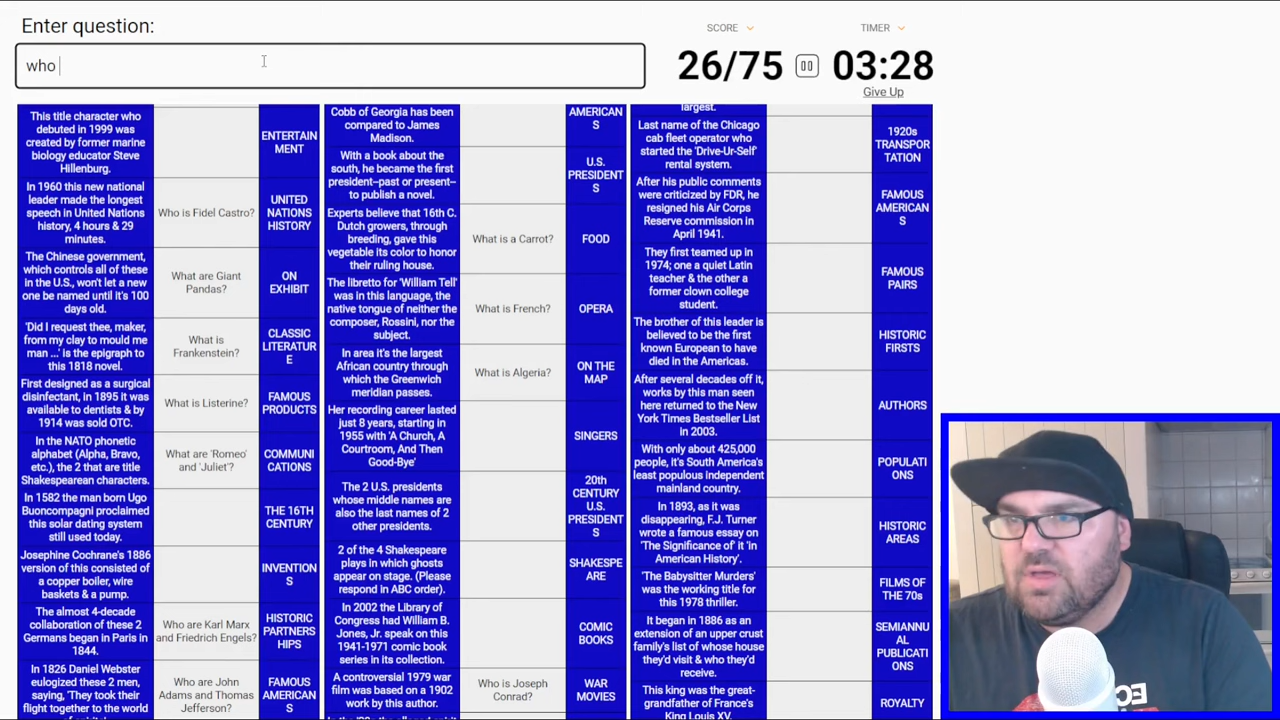 Enter question:
who
SCORE
26/75
TIMER
03:28
Give Up
This title character who
debuted in 1999 was
created by former marine
biology educator Steve
Hillenburg.
ENTERTAIN
MENT
In 1960 this new national
leader made the longest
speech in United Nations
history, 4 hours & 29
minutes.
Who is Fidel Castro?
UNITED
NATIONS
HISTORY
The Chinese government,
which controls all of these
in the U.S., won't let a new
one be named until it's 100
days old.
What are Giant
Pandas?
ON
EXHIBIT
'Did I request thee, maker,
from my clay to mould me
man ...' is the epigraph to
this 1818 novel.
What is
Frankenstein?
CLASSIC
LITERATUR
E
First designed as a surgical
disinfectant, in 1895 it was
available to dentists & by
1914 was sold OTC.
What is Listerine?
FAMOUS
PRODUCTS
In the NATO phonetic
alphabet (Alpha, Bravo,
etc.), the 2 that are title
Shakespearean characters.
What are 'Romeo'
and 'Juliet'?
COMMUNI
CATIONS
In 1582 the man born Ugo
Buoncompagni proclaimed
this solar dating system
still used today.
THE 16TH
CENTURY
Josephine Cochrane's 1886
version of this consisted of
a copper boiler, wire
baskets & a pump.
INVENTION
S
The almost 4-decade
collaboration of these 2
Germans began in Paris in
1844.
Who are Karl Marx
and Friedrich Engels?
HISTORIC
PARTNERS
HIPS
In 1826 Daniel Webster
eulogized these 2 men,
saying, 'They took their
flight together to the world
Who are John
Adams and Thomas
Jefferson?
FAMOUS
AMERICAN
S
Cobb of Georgia has been
compared to James
Madison.
AMERICAN
S
With a book about the
south, he became the first
president–past or present–
to publish a novel.
U.S.
PRESIDENT
S
Experts believe that 16th C.
Dutch growers, through
breeding, gave this
vegetable its color to honor
their ruling house.
What is a Carrot?
FOOD
The libretto for 'William Tell'
was in this language, the
native tongue of neither the
composer, Rossini, nor the
subject.
What is French?
OPERA
In area it's the largest
African country through
which the Greenwich
meridian passes.
What is Algeria?
ON THE
MAP
Her recording career lasted
just 8 years, starting in
1955 with 'A Church, A
Courtroom, And Then
Good-Bye'
SINGERS
The 2 U.S. presidents
whose middle names are
also the last names of 2
other presidents.
20th
CENTURY
U.S.
PRESIDENT
S
2 of the 4 Shakespeare
plays in which ghosts
appear on stage. (Please
respond in ABC order).
SHAKESPE
ARE
In 2002 the Library of
Congress had William B.
Jones, Jr. speak on this
1941-1971 comic book
series in its collection.
COMIC
BOOKS
A controversial 1979 war
film was based on a 1902
work by this author.
Who is Joseph
Conrad?
WAR
MOVIES
largest.
Last name of the Chicago
cab fleet operator who
started the 'Drive-Ur-Self'
rental system.
1920s
TRANSPOR
TATION
After his public comments
were criticized by FDR, he
resigned his Air Corps
Reserve commission in
April 1941.
FAMOUS
AMERICAN
S
They first teamed up in
1974; one a quiet Latin
teacher & the other a
former clown college
student.
FAMOUS
PAIRS
The brother of this leader is
believed to be the first
known European to have
died in the Americas.
HISTORIC
FIRSTS
After several decades off it,
works by this man seen
here returned to the New
York Times Bestseller List
in 2003.
AUTHORS
With only about 425,000
people, it's South America's
least populous independent
mainland country.
POPULATI
ONS
In 1893, as it was
disappearing, F.J. Turner
wrote a famous essay on
'The Significance of' it 'in
American History'.
HISTORIC
AREAS
'The Babysitter Murders'
was the working title for
this 1978 thriller.
FILMS OF
THE 70s
It began in 1886 as an
extension of an upper crust
family's list of whose house
they'd visit & who they'd
receive.
SEMIANNU
AL
PUBLICATI
ONS
This king was the great-
grandfather of France's
King Louis XV.
ROYALTY